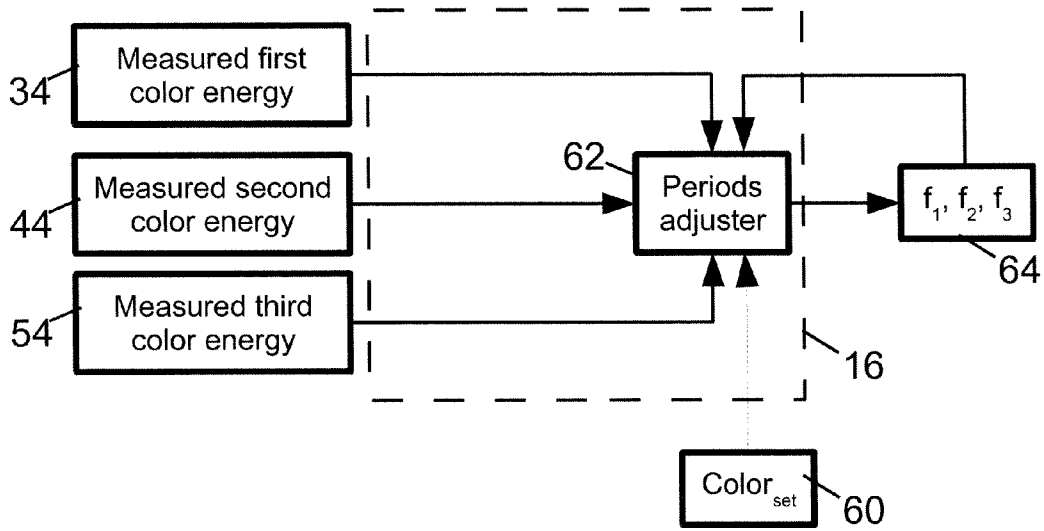 34
Measured first
color energy
44
Measured second
color energy
54
Measured third
color energy
62
Periods
adjuster
f1, f2, f3
64
16
Colorset
60